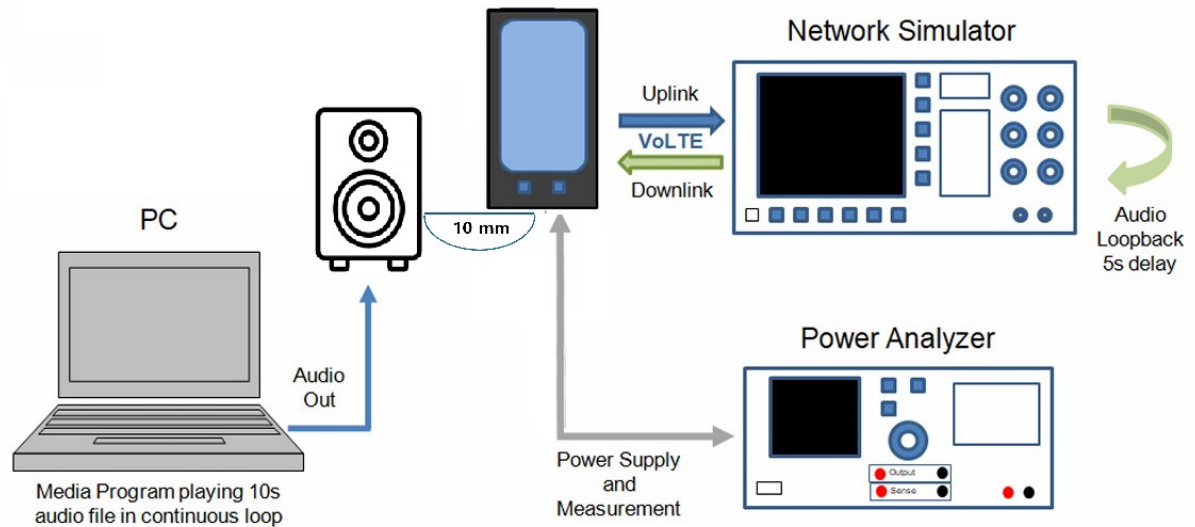 Network Simulator
Uplink
VoLTE
Downlink
10 mm
PC
Audio
Loopback
5s delay
Audio
Out
Power Analyzer
Output
Sense
Power Supply
and
Measurement
Media Program playing 10s
audio file in continuous loop